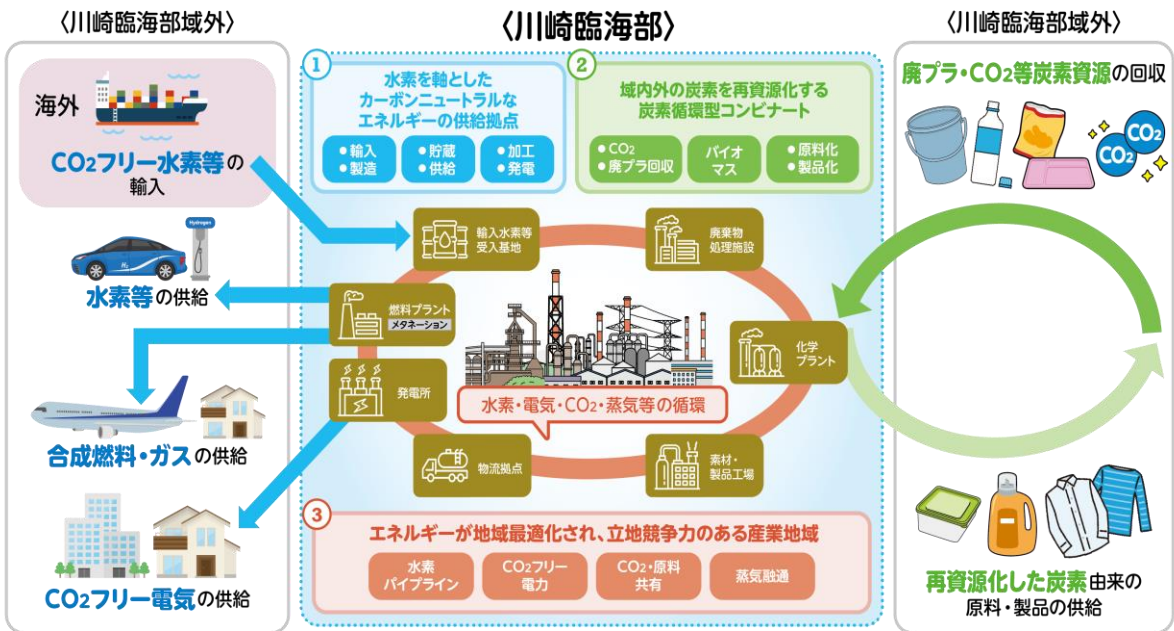 〈川崎臨海部域外〉
海外
CO2フリー水素等の
輸入
Hydrogen
H2
水素等の供給
合成燃料・ガスの供給
CO2フリー電気の供給
〈川崎臨海部〉
1
水素を軸とした
カーボンニュートラルな
エネルギーの供給拠点
●輸入
●製造
●貯蔵
●供給
●加工
●発電
2
域内外の炭素を再資源化する
炭素循環型コンビナート
●CO2
●廃プラ回収
バイオ
マス
●原料化
●製品化
輸入水素等
受入基地
廃棄物
処理施設
燃料プラント
メタネーション
化学
プラント
発電所
水素・電気・CO2・蒸気等の循環
物流拠点
素材・
製品工場
3
エネルギーが地域最適化され、立地競争力のある産業地域
水素
パイプライン
CO2フリー
電力
CO2・原料
共有
蒸気融通
〈川崎臨海部域外〉
廃プラ・CO2等炭素資源の回収
CO2
CO2
再資源化した炭素由来の
原料・製品の供給